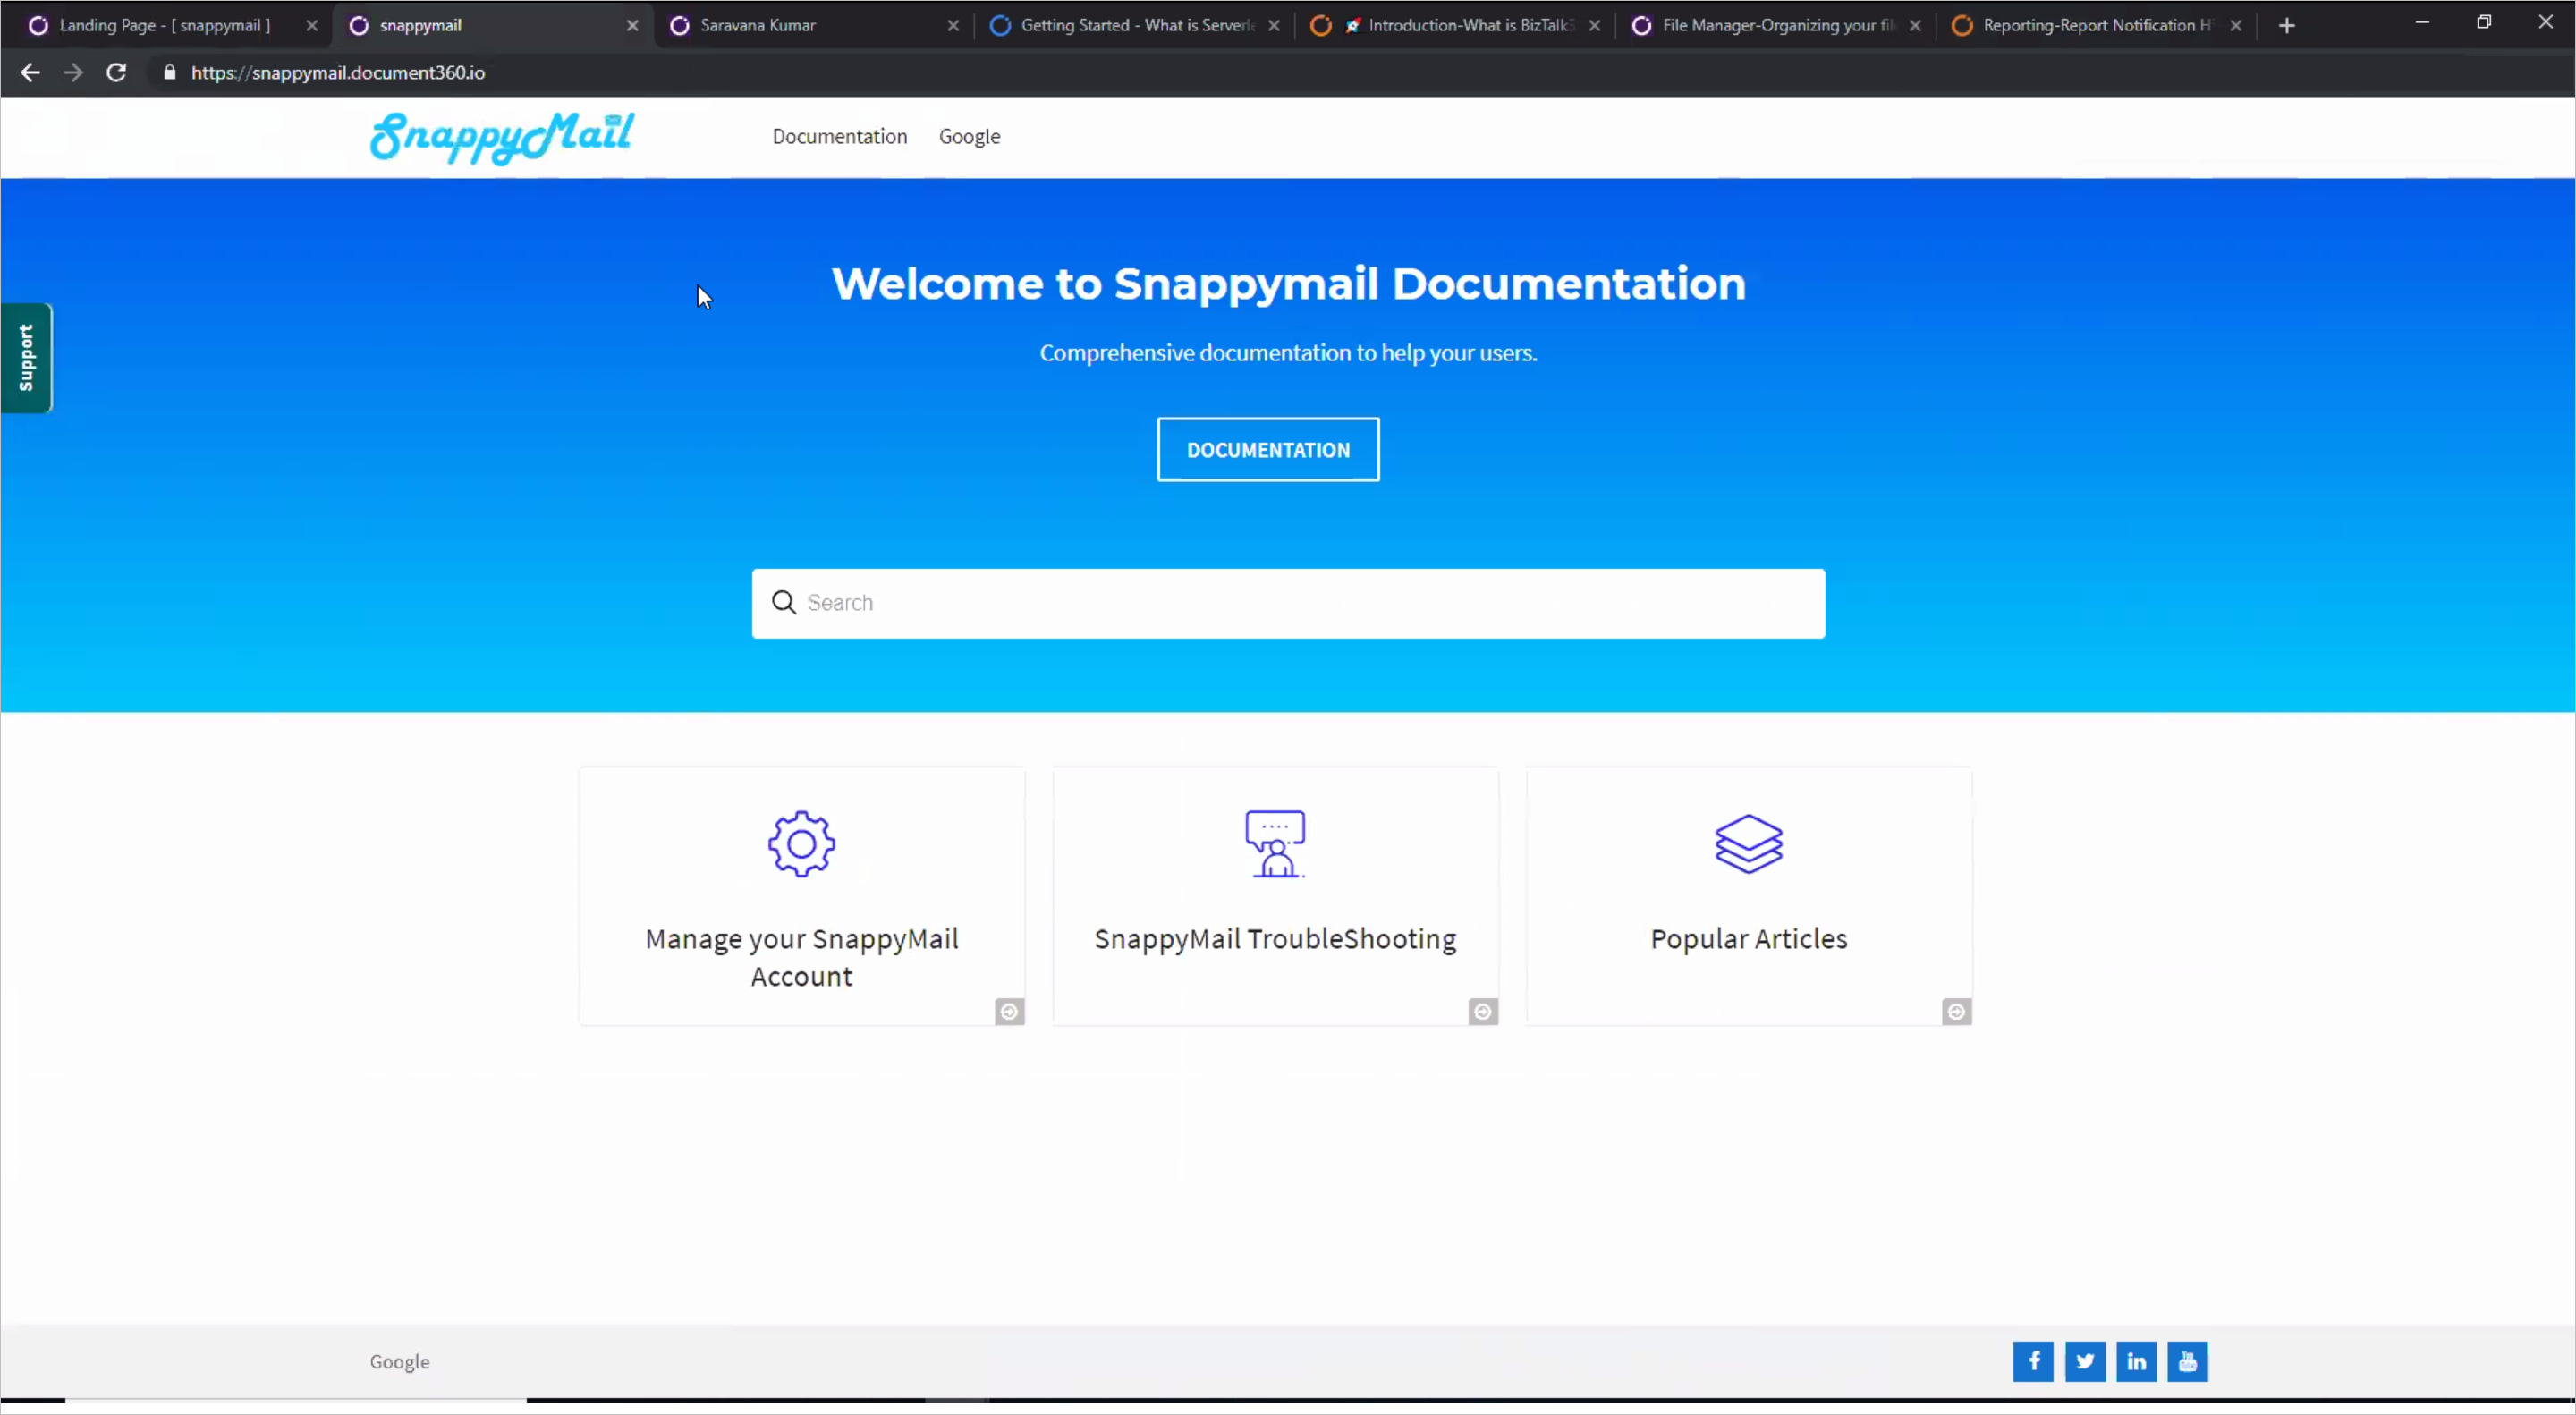 Landing Page - [ snappymail ]
snappymail
Saravana Kumar
Getting Started - What is Serverle
Introduction-What is BizTalk3
File Manager-Organizing your fil
Reporting-Report Notification H
https://snappymail.document360.io
SnappyMail
Documentation
Google
Welcome to Snappymail Documentation
Comprehensive documentation to help your users.
Support
DOCUMENTATION
Search
Manage your SnappyMail
Account
SnappyMail TroubleShooting
Popular Articles
Google